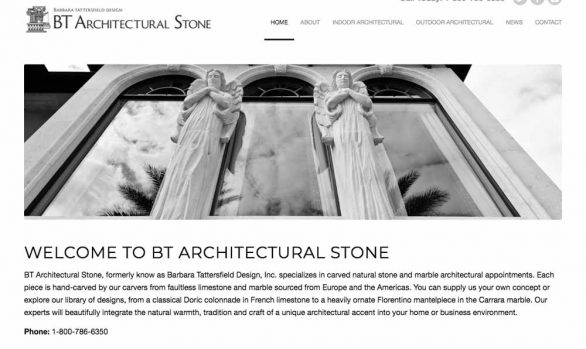 BARBARA TATTERSFIELD DESIGN
BT ARCHITECTURAL STONE
HOME ABOUT INDOOR ARCHITECTURAL OUTDOOR ARCHITECTURAL NEWS CONTACT
WELCOME TO BT ARCHITECTURAL STONE
BT Architectural Stone, formerly know as Barbara Tattersfield Design, Inc. specializes in carved natural stone and marble architectural appointments. Each
piece is hand-carved by our carvers from faultless limestone and marble sourced from Europe and the Americas. You can supply us your own concept or
explore our library of designs, from a classical Doric colonnade in French limestone to a heavily ornate Florentino mantelpiece in the Carrara marble. Our
experts will beautifully integrate the natural warmth, tradition and craft of a unique architectural accent into your home or business environment.
Phone: 1-800-786-6350